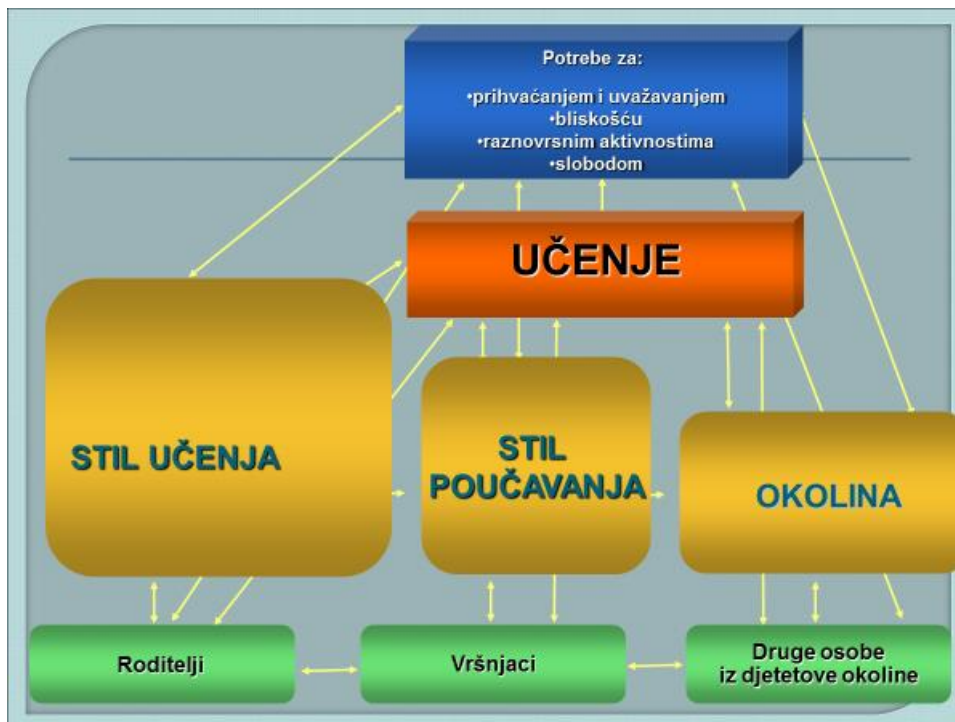 Potrebe za:
•prihvaćanjem i uvažavanjem
•bliskošću
•raznovrsnim aktivnostima
•slobodom
UČENJE
STIL UČENJA
STIL
POUČAVANJA
OKOLINA
Roditelji
Vršnjaci
Druge osobe
iz djetetove okoline